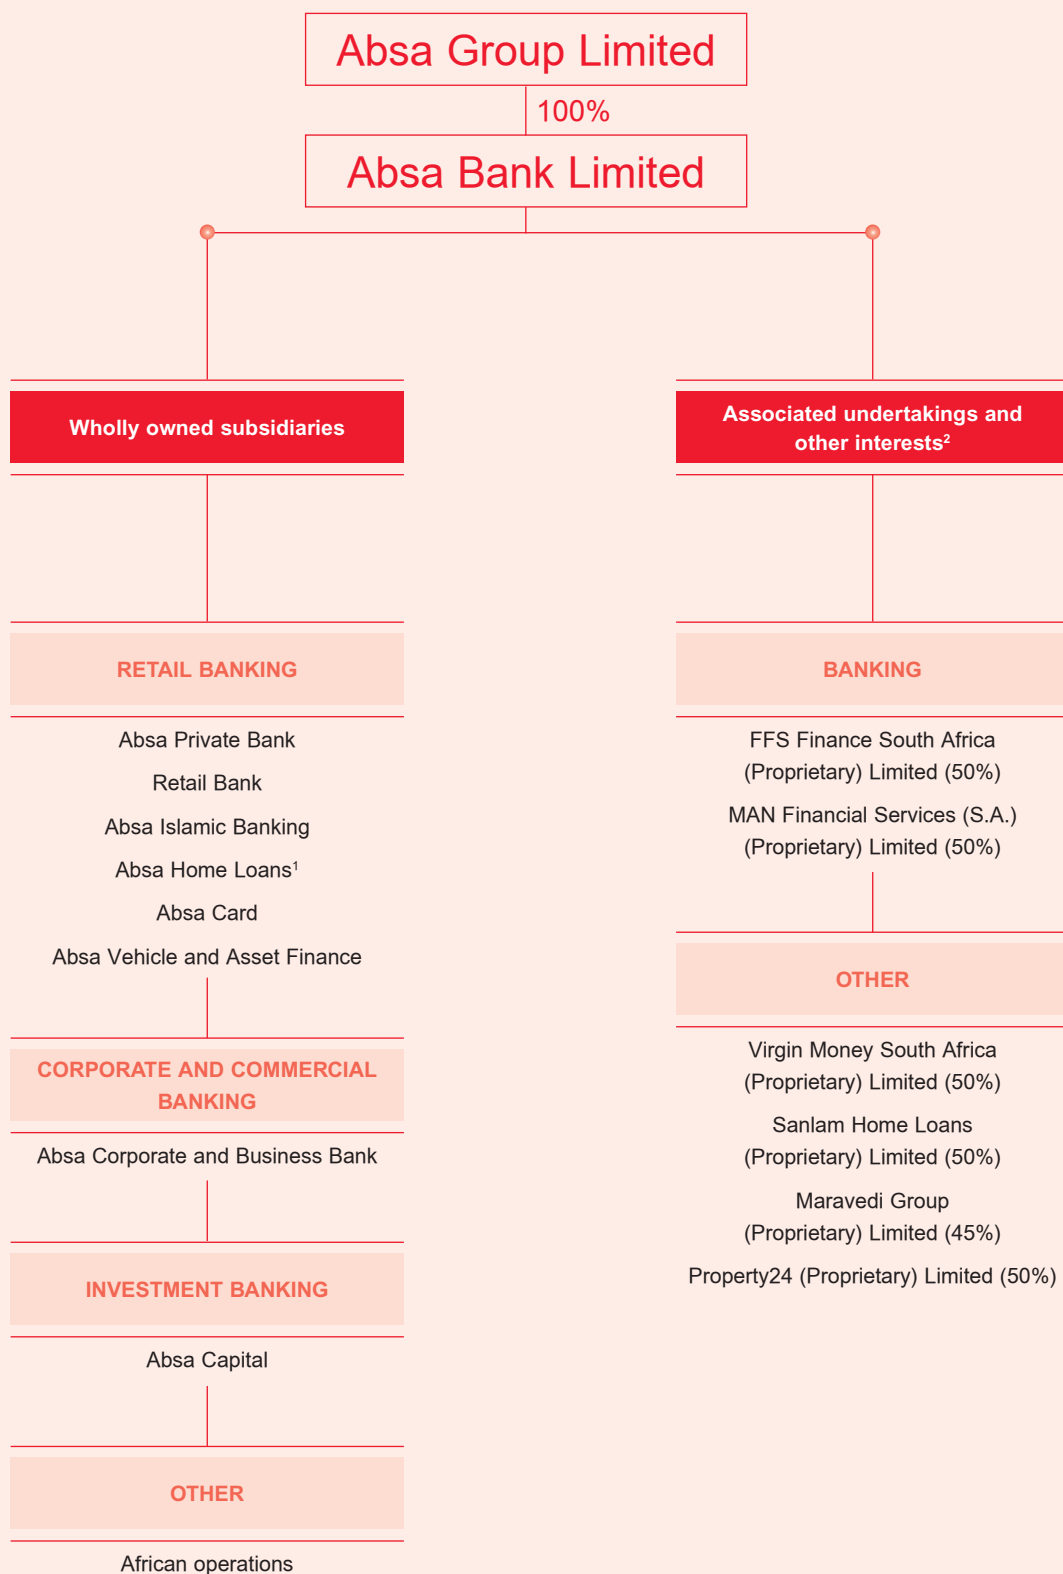 Absa Group Limited
100%
Absa Bank Limited
Wholly owned subsidiaries
RETAIL BANKING
Absa Private Bank
Retail Bank
Absa Islamic Banking
Absa Home Loans¹
Absa Card
Absa Vehicle and Asset Finance
CORPORATE AND COMMERCIAL
BANKING
Absa Corporate and Business Bank
INVESTMENT BANKING
Absa Capital
OTHER
African operations
Associated undertakings and
other interests²
BANKING
FFS Finance South Africa
(Proprietary) Limited (50%)
MAN Financial Services (S.A.)
(Proprietary) Limited (50%)
OTHER
Virgin Money South Africa
(Proprietary) Limited (50%)
Sanlam Home Loans
(Proprietary) Limited (50%)
Maravedi Group
(Proprietary) Limited (45%)
Property24 (Proprietary) Limited (50%)